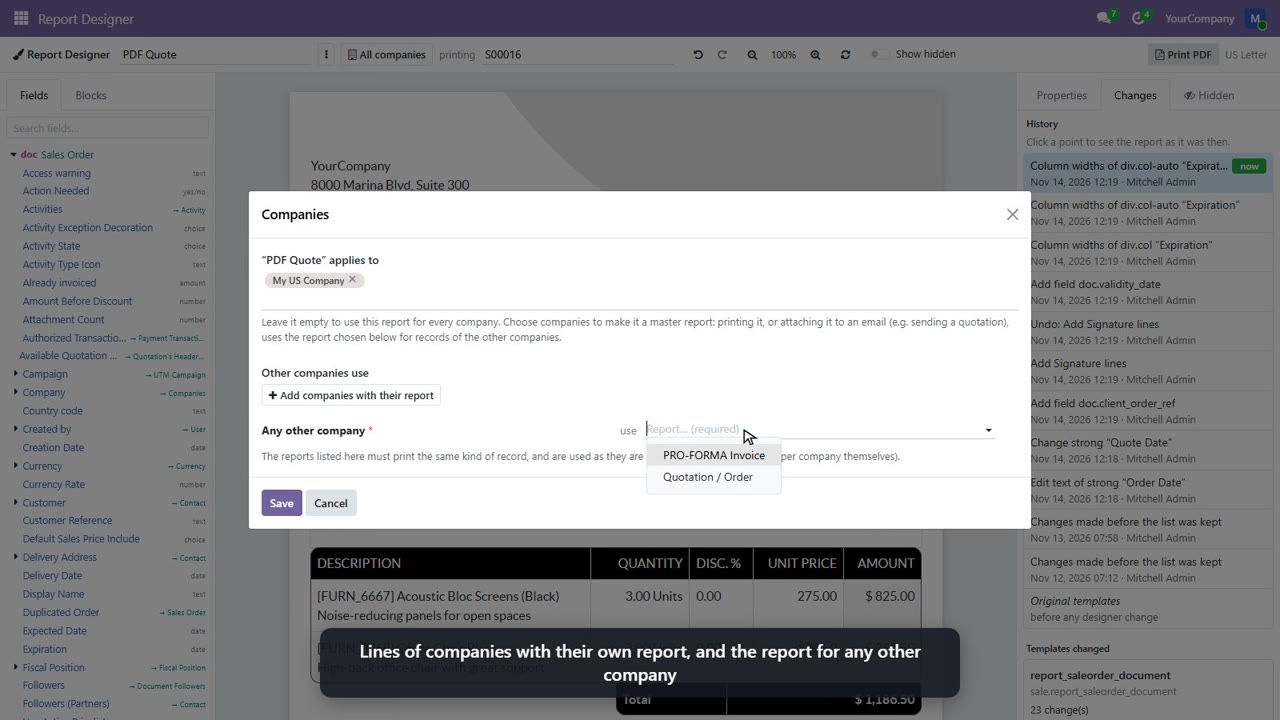 Report Designer
7
4
YourCompany
M
Report Designer
PDF Quote
All companies
printing
S00016
100%
Show hidden
Print PDF
US Letter
Fields
Blocks
Search fields...
doc Sales Order
Access warning text
Action Needed yes/no
Activities → Activity
Activity Exception Decoration choice
Activity State choice
Activity Type Icon text
Already invoiced amount
Amount Before Discount number
Attachment Count number
Authorized Transactio... → Payment Transacti...
Available Quotation ... → Quotation's Header...
Campaign → UTM Campaign
Company → Companies
Country code text
Created by → User
Creation Date date
Currency → Currency
Currency Rate number
Customer → Contact
Customer Reference text
Default Sales Price Include choice
Delivery Address → Contact
Delivery Date date
Display Name text
Duplicated Order → Sales Order
Expected Date date
Expiration date
Fiscal Position → Fiscal Position
Followers → Document Followers
Followers (Partners) → Contact
YourCompany
8000 Marina Blvd, Suite 300
Companies
"PDF Quote" applies to
My US Company
Leave it empty to use this report for every company. Choose companies to make it a master report: printing it, or attaching it to an email (e.g. sending a quotation),
uses the report chosen below for records of the other companies.
Other companies use
Add companies with their report
Any other company *
use
Report... (required)
PRO-FORMA Invoice
Quotation / Order
The reports listed here must print the same kind of record, and are used as they are
per company themselves).
Save
Cancel
DESCRIPTION QUANTITY DISC. % UNIT PRICE AMOUNT
[FURN_6667] Acoustic Bloc Screens (Black) 3.00 Units 0.00 275.00 $ 825.00
Noise-reducing panels for open spaces
Total $ 1,186.50
Lines of companies with their own report, and the report for any other
company
Properties
Changes
Hidden
History
Click a point to see the report as it was then.
Column widths of div.col-auto "Expirat... now
Nov 14, 2026 12:19 · Mitchell Admin
Column widths of div.col-auto "Expiration"
Nov 14, 2026 12:19 · Mitchell Admin
Column widths of div.col "Expiration"
Nov 14, 2026 12:19 · Mitchell Admin
Add field doc.validity_date
Nov 14, 2026 12:19 · Mitchell Admin
Undo: Add Signature lines
Nov 14, 2026 12:19 · Mitchell Admin
Add Signature lines
Nov 14, 2026 12:19 · Mitchell Admin
Add field doc.client_order_ref
Nov 14, 2026 12:19 · Mitchell Admin
Change strong "Quote Date"
Nov 14, 2026 12:19 · Mitchell Admin
Edit text of strong "Order Date"
Nov 14, 2026 12:18 · Mitchell Admin
Changes made before the list was kept
Nov 13, 2026 07:58 · Mitchell Admin
Changes made before the list was kept
Nov 12, 2026 07:12 · Mitchell Admin
Original templates
before any designer change
Templates changed
report_saleorder_document
sale.report_saleorder_document
23 change(s)